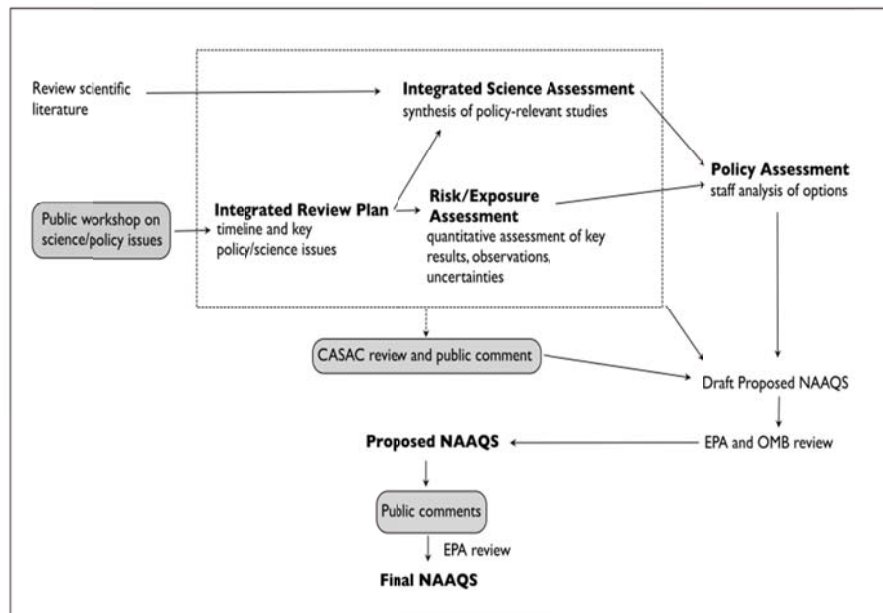 Review scientific
literature
Integrated Science Assessment
synthesis of policy-relevant studies
Policy Assessment
staff analysis of options
Public workshop on
science/policy issues
Integrated Review Plan
timeline and key
policy/science issues
Risk/Exposure
Assessment
quantitative assessment of key
results, observations,
uncertainties
CASAC review and public comment
Draft Proposed NAAQS
EPA and OMB review
Proposed NAAQS
Public comments
EPA review
Final NAAQS